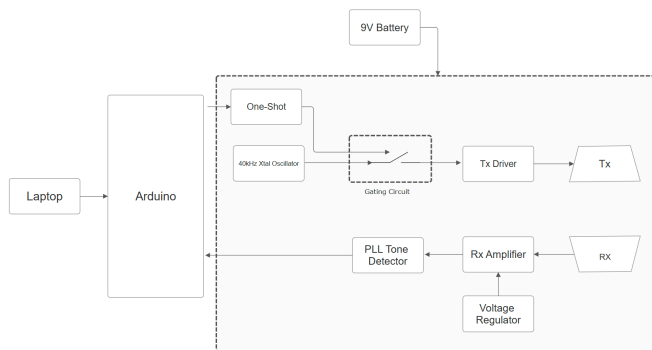 9V Battery
One-Shot
40kHz Xtal Oscillator
Gating Circuit
Tx Driver
Tx
Laptop
Arduino
PLL Tone
Detector
Rx Amplifier
RX
Voltage
Regulator